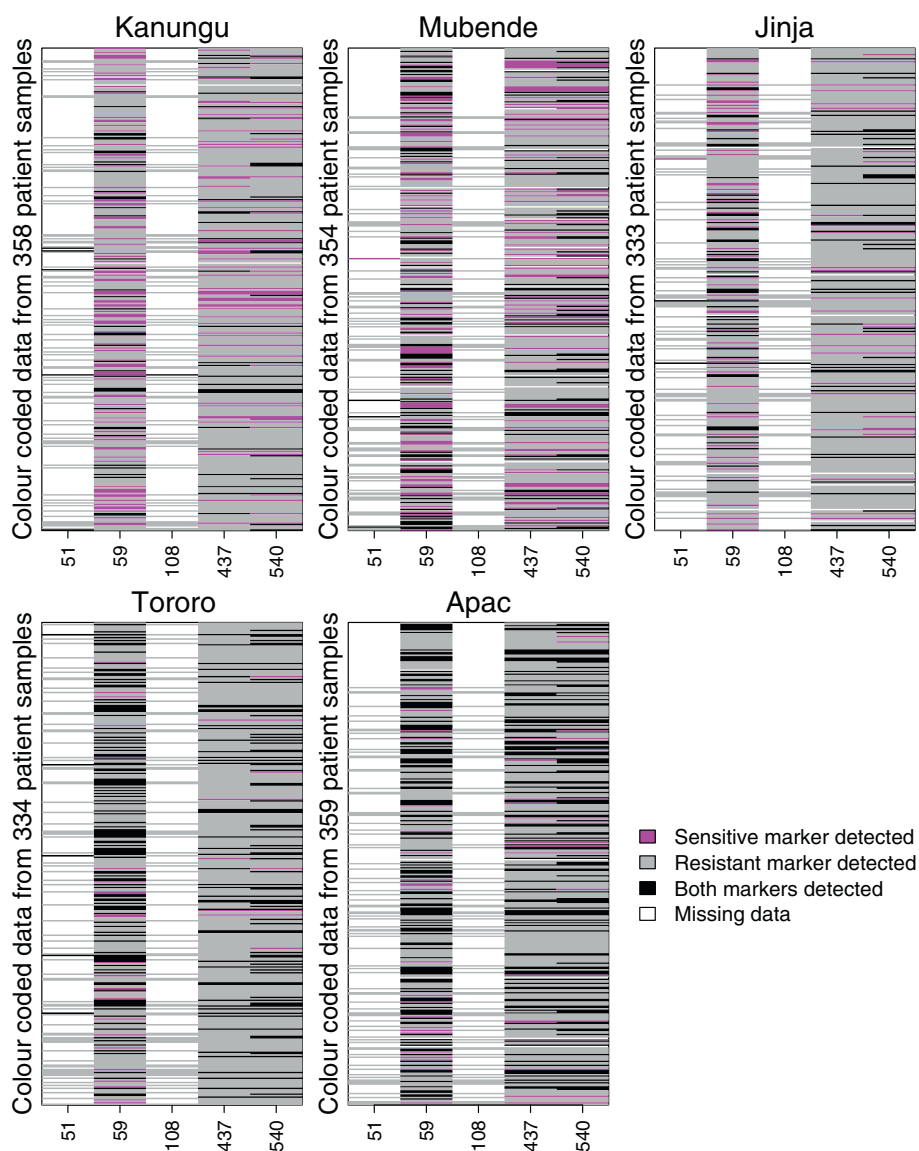 Kanungu
Mubende
Jinja
Colour coded data from 358 patient samples
Colour coded data from 354 patient samples
Colour coded data from 333 patient samples
51 59 108 437 540
51 59 108 437 540
51 59 108 437 540
Tororo
Apac
Colour coded data from 334 patient samples
Colour coded data from 359 patient samples
Sensitive marker detected
Resistant marker detected
Both markers detected
Missing data
51 59 108 437 540
51 59 108 437 540